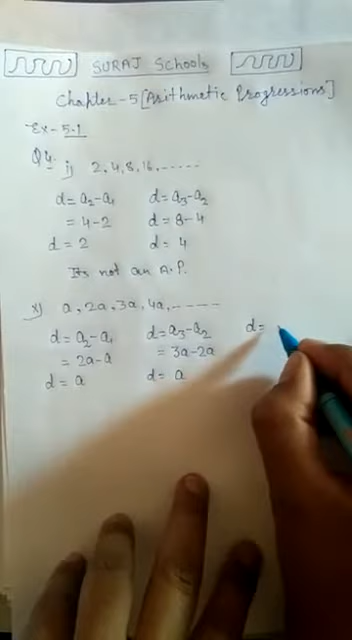 SURAJ Schools
Chapter-5[Arithmetic Progressions]
Ex-5.1
Q4. i) 2,4,8,16,......
d=a₂-a₁ d=a₃-a₂
=4-2 d=8-4
d=2 d=4
Its not an A.P.
x) a, 2a, 3a, 4a,.-----
d=a₂-a₁ d=a₃-a₂ d=
=2a-a =3a-2a
d=a d=a